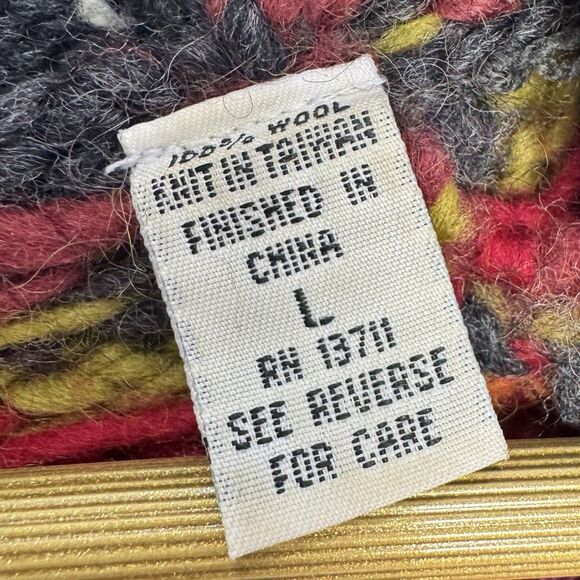 100% WOOL
KNIT IN TAIWAN
FINISHED IN
CHINA
L
RN 13711
SEE REVERSE
FOR CARE